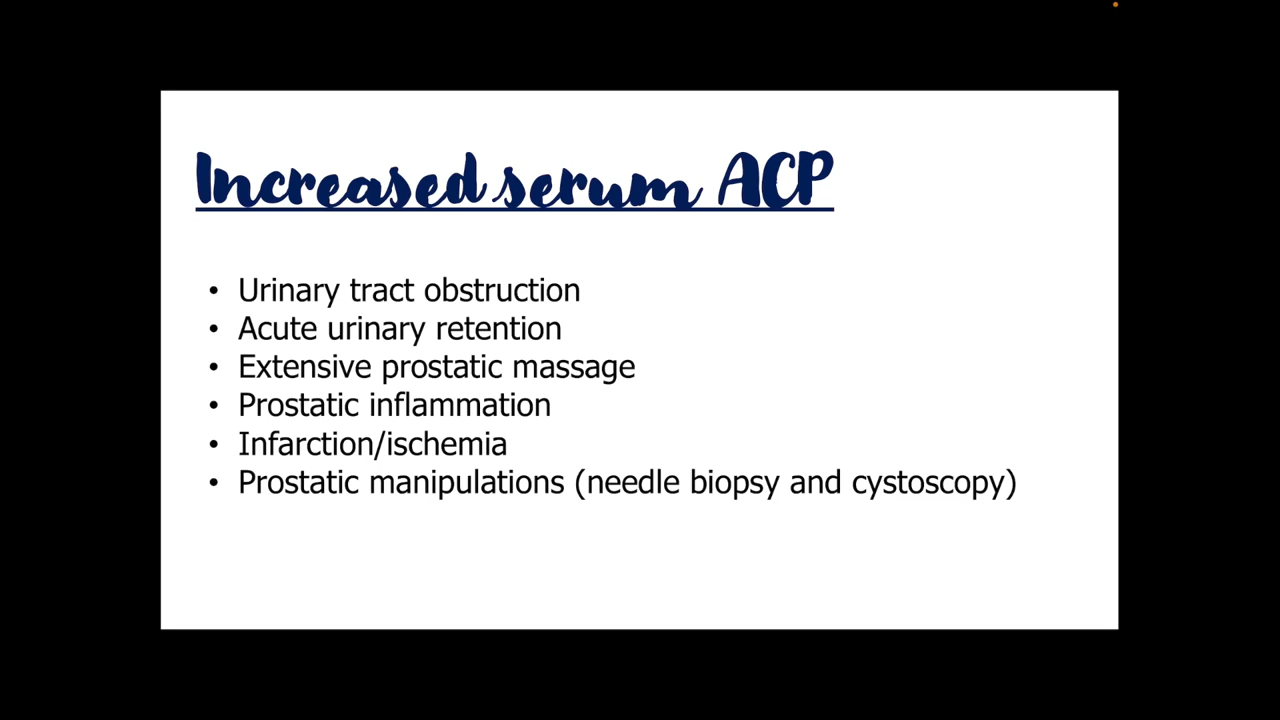 Increased serum ACP
• Urinary tract obstruction
• Acute urinary retention
• Extensive prostatic massage
• Prostatic inflammation
• Infarction/ischemia
• Prostatic manipulations (needle biopsy and cystoscopy)